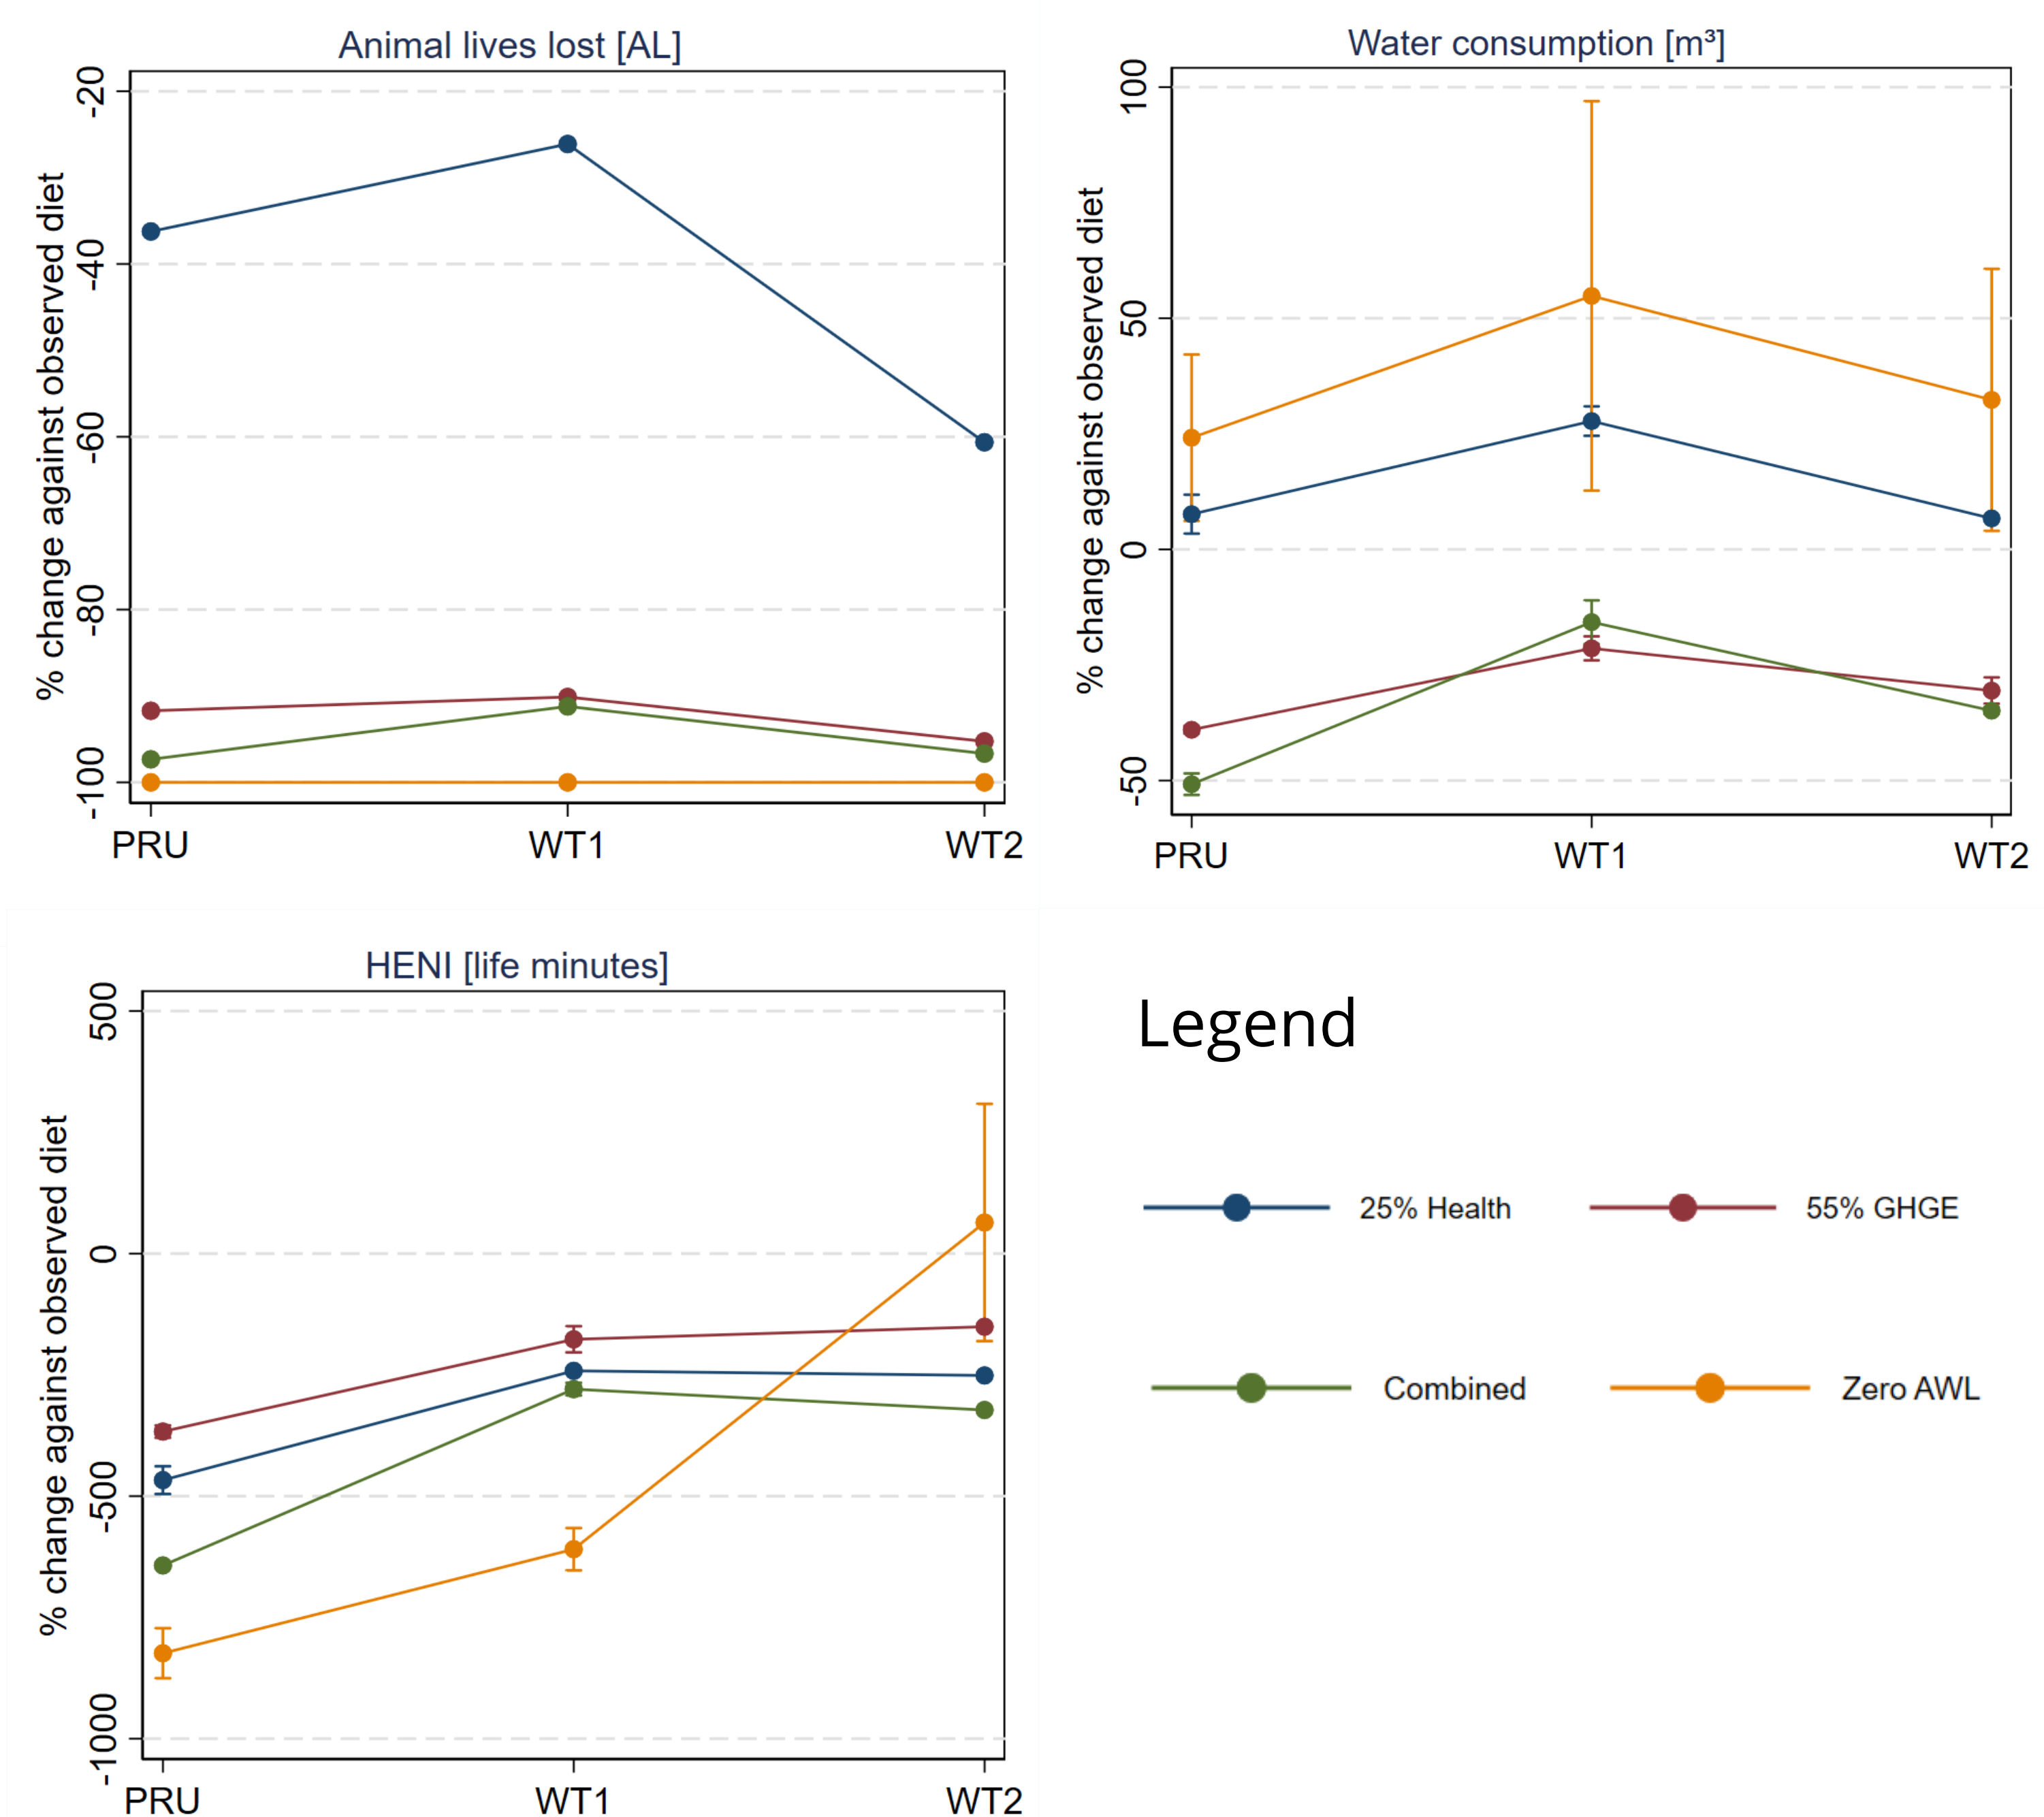 Animal lives lost [AL]
% change against observed diet
-20
-40
-60
-80
-100
PRU WT1 WT2
Water consumption [m³]
% change against observed diet
100
50
0
-50
PRU WT1 WT2
HENI [life minutes]
% change against observed diet
500
0
-500
-1000
PRU WT1 WT2
Legend
25% Health 55% GHGE
Combined Zero AWL